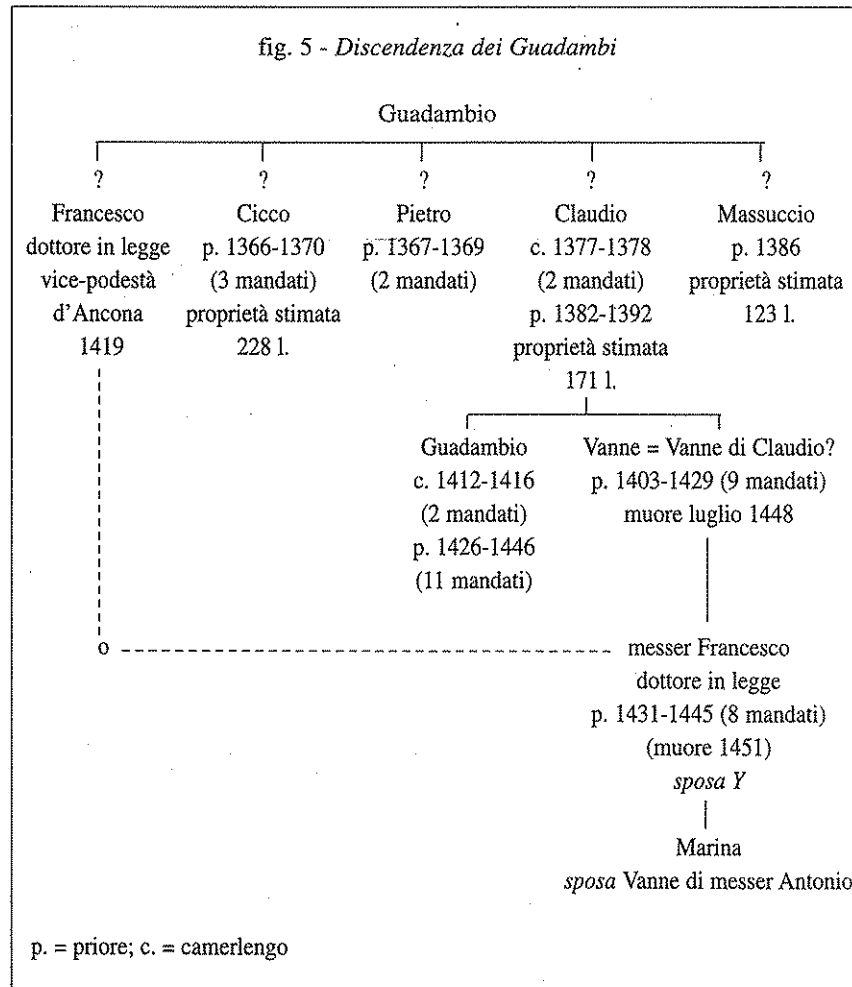 fig. 5 - Discendenza dei Guadambi
Guadambio
? ? ? ? ?
Francesco Cicco Pietro Claudio Massuccio
dottore in legge p. 1366-1370 p. 1367-1369 c. 1377-1378 p. 1386
vice-podestà (3 mandati) (2 mandati) (2 mandati) proprietà stimata
d'Ancona proprietà stimata p. 1382-1392 123 l.
1419 228 l. proprietà stimata
171 l.
Guadambio Vanne = Vanne di Claudio?
c. 1412-1416 p. 1403-1429 (9 mandati)
(2 mandati) muore luglio 1448
p. 1426-1446
(11 mandati)
o messer Francesco
dottore in legge
p. 1431-1445 (8 mandati)
(muore 1451)
sposa Y
Marina
sposa Vanne di messer Antonio
p. = priore; c. = camerlengo